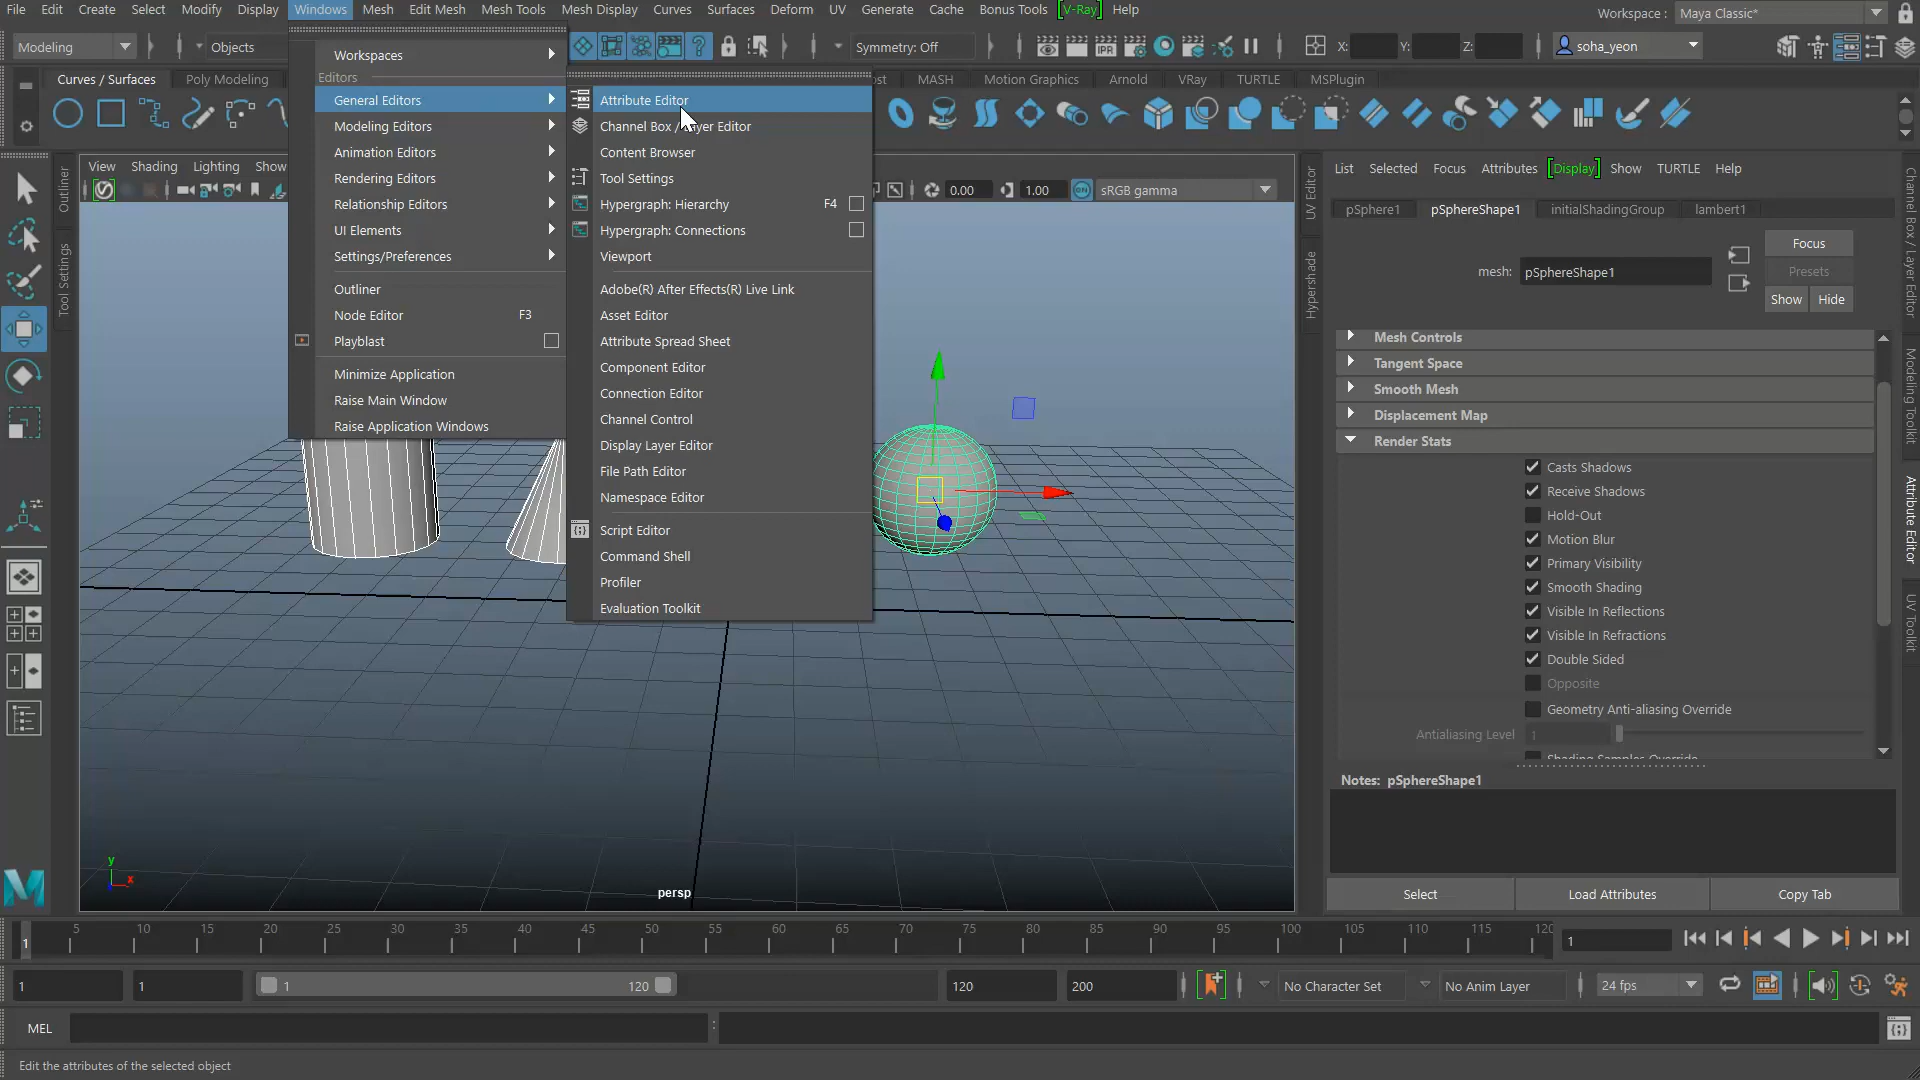 File Edit Create Select Modify Display Windows Mesh Edit Mesh Mesh Tools Mesh Display Curves Surfaces Deform UV Generate Cache Bonus Tools [V-Ray] Help
Workspace : Maya Classic*
Modeling Objects Symmetry: Off X: Y: Z: soha_yeon
Curves / Surfaces Poly Modeling MASH Motion Graphics Arnold VRay TURTLE MSPlugin
IPR
Workspaces
Editors
General Editors
Modeling Editors
Animation Editors
Rendering Editors
Relationship Editors
UI Elements
Settings/Preferences
Outliner
Node Editor F3
Playblast
Minimize Application
Raise Main Window
Raise Application Windows
Attribute Editor
Channel Box / Layer Editor
Content Browser
Tool Settings
Hypergraph: Hierarchy F4
Hypergraph: Connections
Viewport
Adobe(R) After Effects(R) Live Link
Asset Editor
Attribute Spread Sheet
Component Editor
Connection Editor
Channel Control
Display Layer Editor
File Path Editor
Namespace Editor
Script Editor
Command Shell
Profiler
Evaluation Toolkit
Outliner
Tool Settings
View Shading Lighting Show
0.00 1.00 ON sRGB gamma
y
x
persp
UV Editor
Hypershade
List Selected Focus Attributes [Display] Show TURTLE Help
pSphere1 pSphereShape1 initialShadingGroup lambert1
Focus
mesh: pSphereShape1
Presets
Show Hide
Mesh Controls
Tangent Space
Smooth Mesh
Displacement Map
Render Stats
Casts Shadows
Receive Shadows
Hold-Out
Motion Blur
Primary Visibility
Smooth Shading
Visible In Reflections
Visible In Refractions
Double Sided
Opposite
Geometry Anti-aliasing Override
Antialiasing Level 1
Shading Samples Override
Notes: pSphereShape1
Select Load Attributes Copy Tab
Channel Box / Layer Editor
Modeling Toolkit
Attribute Editor
UV Toolkit
1 5 10 15 20 25 30 35 40 45 50 55 60 65 70 75 80 85 90 95 100 105 110 115 120 1
1 1 1 120 120 200 No Character Set No Anim Layer 24 fps
MEL
Edit the attributes of the selected object